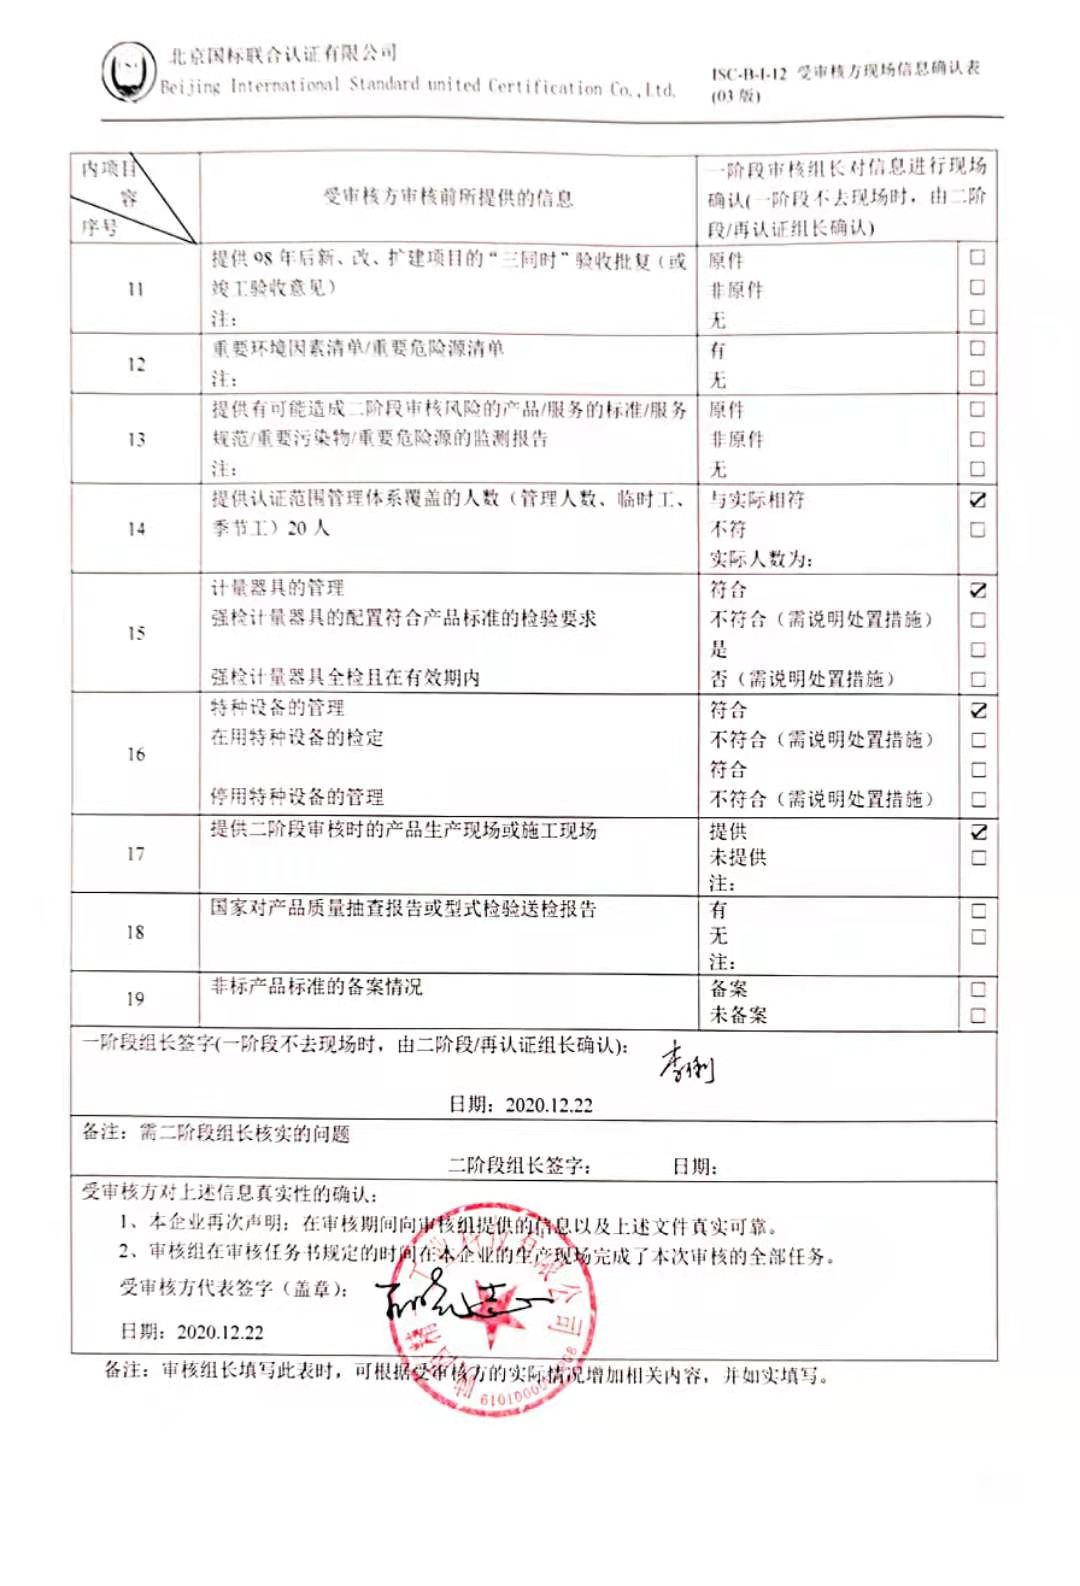 北京国标联合认证有限公司
Beijing International Standard united Certification Co.,Ltd.
ISC-B-I-12 受审核方现场信息确认表
(03 版)
内项目
容
序号
受审核方审核前所提供的信息
一阶段审核组长对信息进行现场
确认(一阶段不去现场时，由二阶
段/再认证组长确认)
11
提供 98 年后新、改、扩建项目的“三同时”验收批复（或
竣工验收意见）
注：
原件 □
非原件 □
无 □
12
重要环境因素清单/重要危险源清单
注：
有 □
无 □
13
提供有可能造成二阶段审核风险的产品/服务的标准/服务
规范/重要污染物/重要危险源的监测报告
注：
原件 □
非原件 □
无 □
14
提供认证范围管理体系覆盖的人数（管理人数、临时工、
季节工）20 人
与实际相符 ☑
不符 □
实际人数为:
15
计量器具的管理
强检计量器具的配置符合产品标准的检验要求
强检计量器具全检且在有效期内
符合 ☑
不符合（需说明处置措施） □
是 □
否（需说明处置措施） □
16
特种设备的管理
在用特种设备的检定
停用特种设备的管理
符合 ☑
不符合（需说明处置措施） □
符合 □
不符合（需说明处置措施） □
17
提供二阶段审核时的产品生产现场或施工现场
提供 ☑
未提供 □
注：
18
国家对产品质量抽查报告或型式检验送检报告
有 □
无 □
注：
19
非标产品标准的备案情况
备案 □
未备案 □
一阶段组长签字(一阶段不去现场时，由二阶段/再认证组长确认)：
日期：2020.12.22
备注：需二阶段组长核实的问题
二阶段组长签字： 日期：
受审核方对上述信息真实性的确认：
1、本企业再次声明：在审核期间向审核组提供的信息以及上述文件真实可靠。
2、审核组在审核任务书规定的时间在本企业的生产现场完成了本次审核的全部任务。
受审核方代表签字（盖章）：
日期：2020.12.22
备注：审核组长填写此表时，可根据受审核方的实际情况增加相关内容，并如实填写。